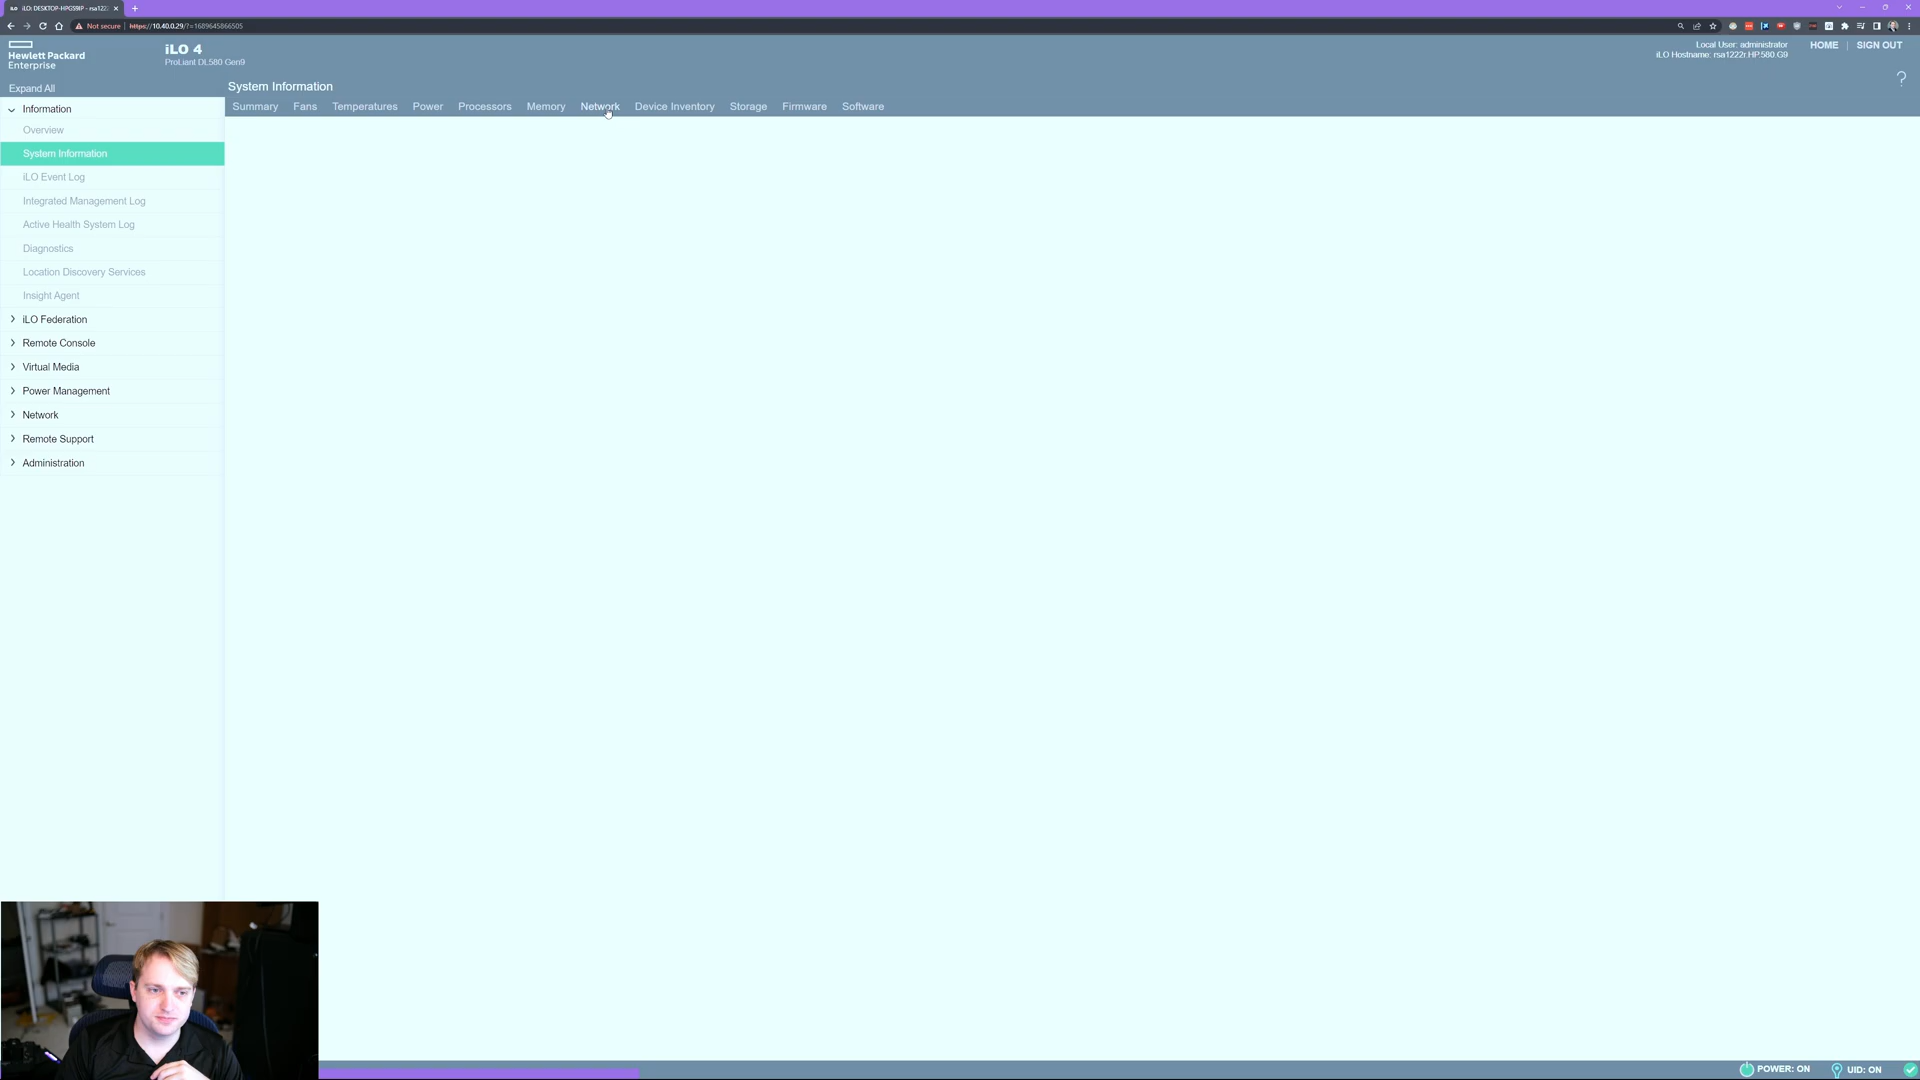 iLO: DESKTOP-HPGS9IP - rsa122
Not secure
https://10.40.0.29/?=1689645866505
Hewlett Packard
Enterprise
iLO 4
ProLiant DL580 Gen9
Local User: administrator
iLO Hostname: rsa1222r.HP.580.G9
HOME
SIGN OUT
?
Expand All
System Information
Summary Fans Temperatures Power Processors Memory Network Device Inventory Storage Firmware Software
Information
Overview
System Information
iLO Event Log
Integrated Management Log
Active Health System Log
Diagnostics
Location Discovery Services
Insight Agent
iLO Federation
Remote Console
Virtual Media
Power Management
Network
Remote Support
Administration
POWER: ON
UID: ON